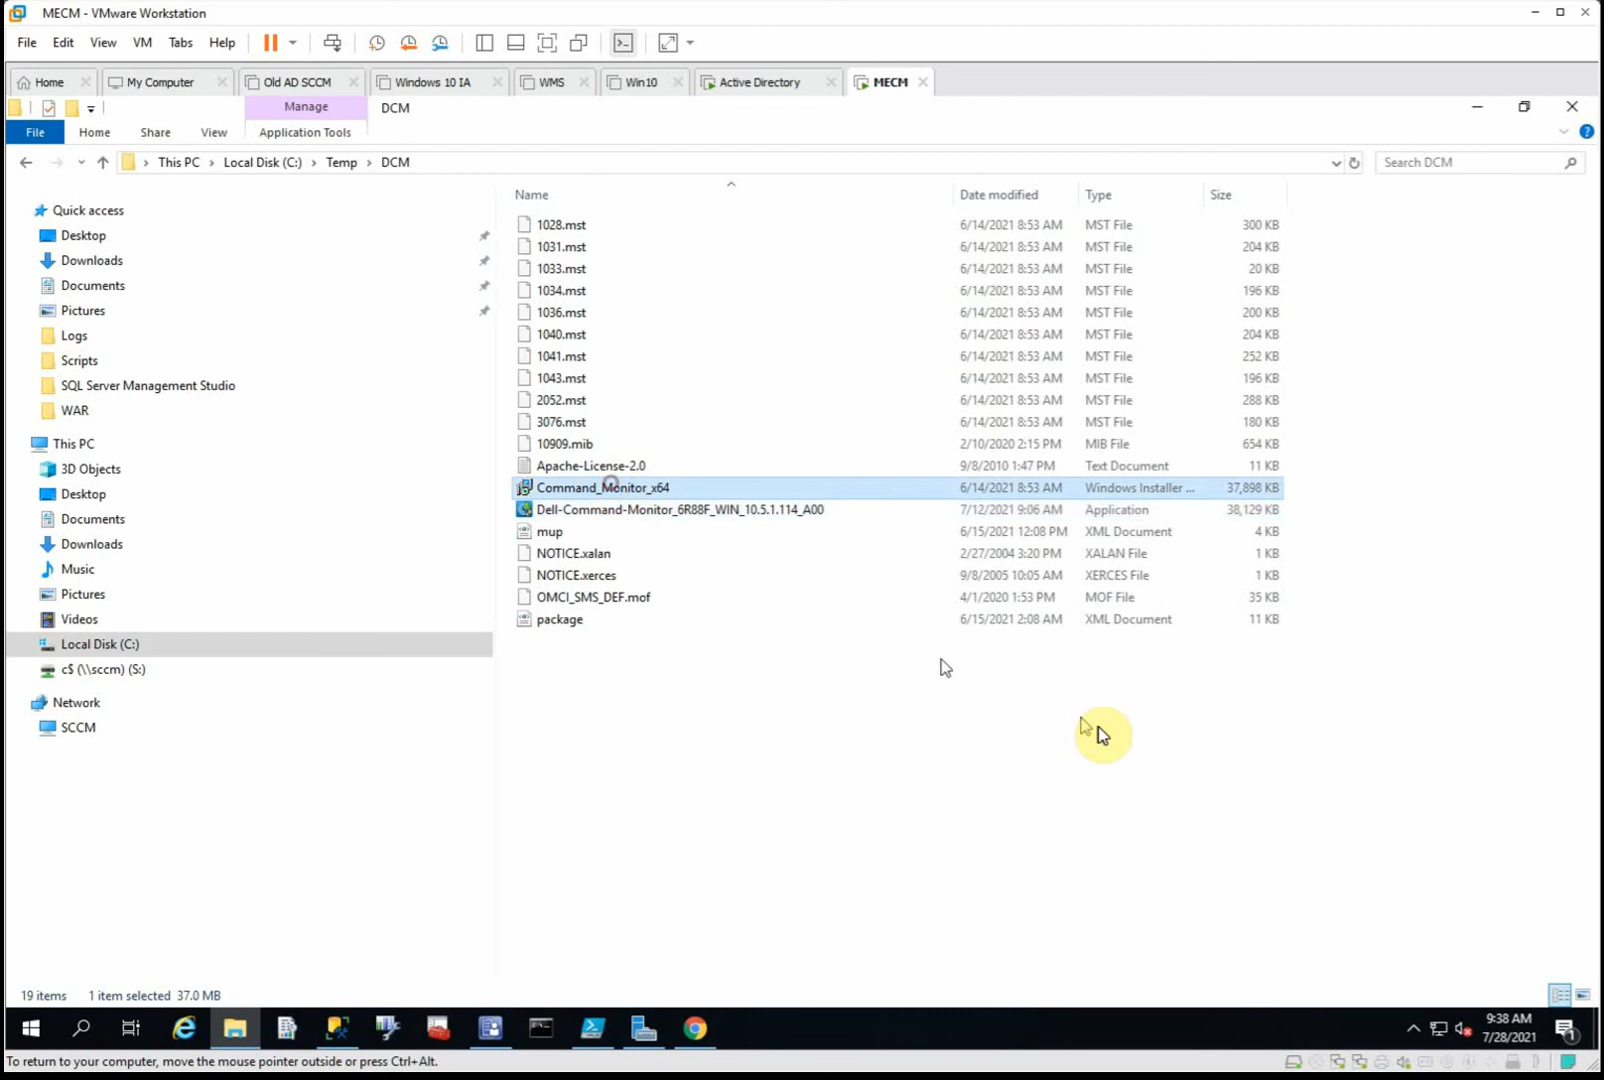 MECM - VMware Workstation
File Edit View VM Tabs Help
Home My Computer Old AD SCCM Windows 10 IA WMS Win10 Active Directory MECM
Manage DCM
File Home Share View Application Tools
This PC Local Disk (C:) Temp DCM Search DCM
Name Date modified Type Size
Quick access
Desktop
Downloads
Documents
Pictures
Logs
Scripts
SQL Server Management Studio
WAR
This PC
3D Objects
Desktop
Documents
Downloads
Music
Pictures
Videos
Local Disk (C:)
c$ (\\sccm) (S:)
Network
SCCM
1028.mst 6/14/2021 8:53 AM MST File 300 KB
1031.mst 6/14/2021 8:53 AM MST File 204 KB
1033.mst 6/14/2021 8:53 AM MST File 20 KB
1034.mst 6/14/2021 8:53 AM MST File 196 KB
1036.mst 6/14/2021 8:53 AM MST File 200 KB
1040.mst 6/14/2021 8:53 AM MST File 204 KB
1041.mst 6/14/2021 8:53 AM MST File 252 KB
1043.mst 6/14/2021 8:53 AM MST File 196 KB
2052.mst 6/14/2021 8:53 AM MST File 288 KB
3076.mst 6/14/2021 8:53 AM MST File 180 KB
10909.mib 2/10/2020 2:15 PM MIB File 654 KB
Apache-License-2.0 9/8/2010 1:47 PM Text Document 11 KB
Command_Monitor_x64 6/14/2021 8:53 AM Windows Installer ... 37,898 KB
Dell-Command-Monitor_6R88F_WIN_10.5.1.114_A00 7/12/2021 9:06 AM Application 38,129 KB
mup 6/15/2021 12:08 PM XML Document 4 KB
NOTICE.xalan 2/27/2004 3:20 PM XALAN File 1 KB
NOTICE.xerces 9/8/2005 10:05 AM XERCES File 1 KB
OMCI_SMS_DEF.mof 4/1/2020 1:53 PM MOF File 35 KB
package 6/15/2021 2:08 AM XML Document 11 KB
19 items 1 item selected 37.0 MB
9:38 AM
7/28/2021
1
To return to your computer, move the mouse pointer outside or press Ctrl+Alt.